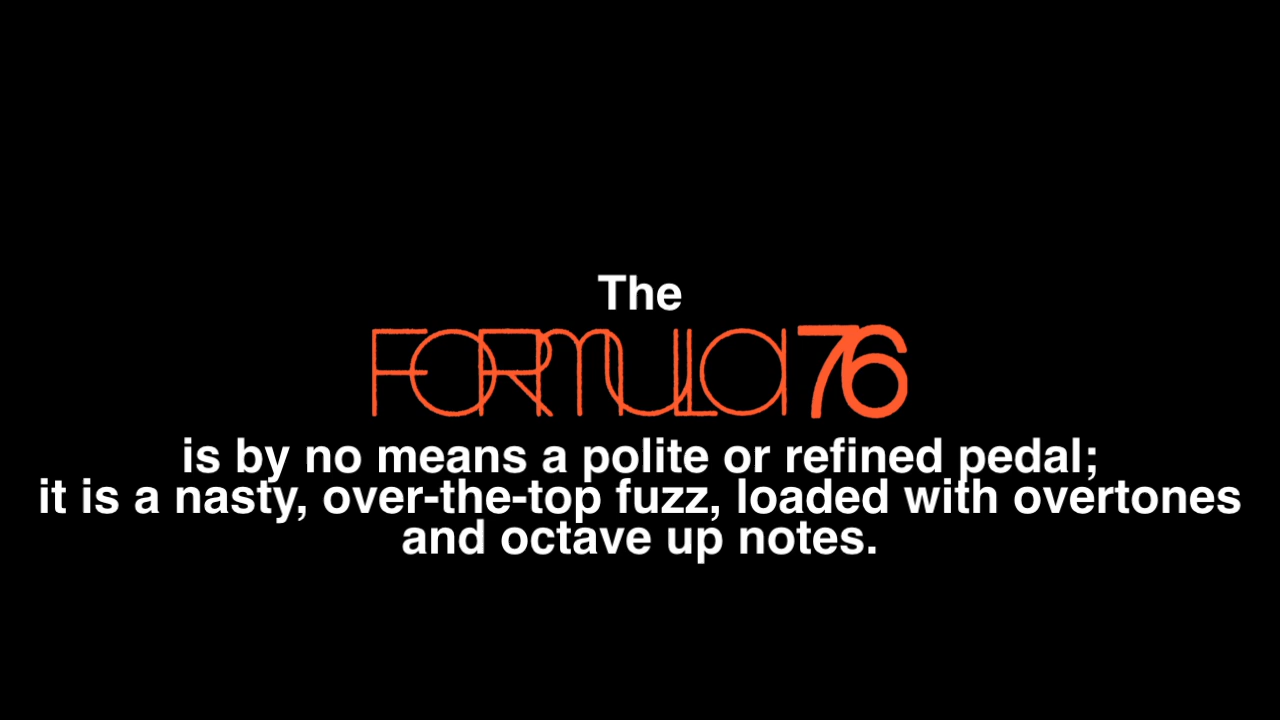 The
FORMULA 76
is by no means a polite or refined pedal;
it is a nasty, over-the-top fuzz, loaded with overtones
and octave up notes.